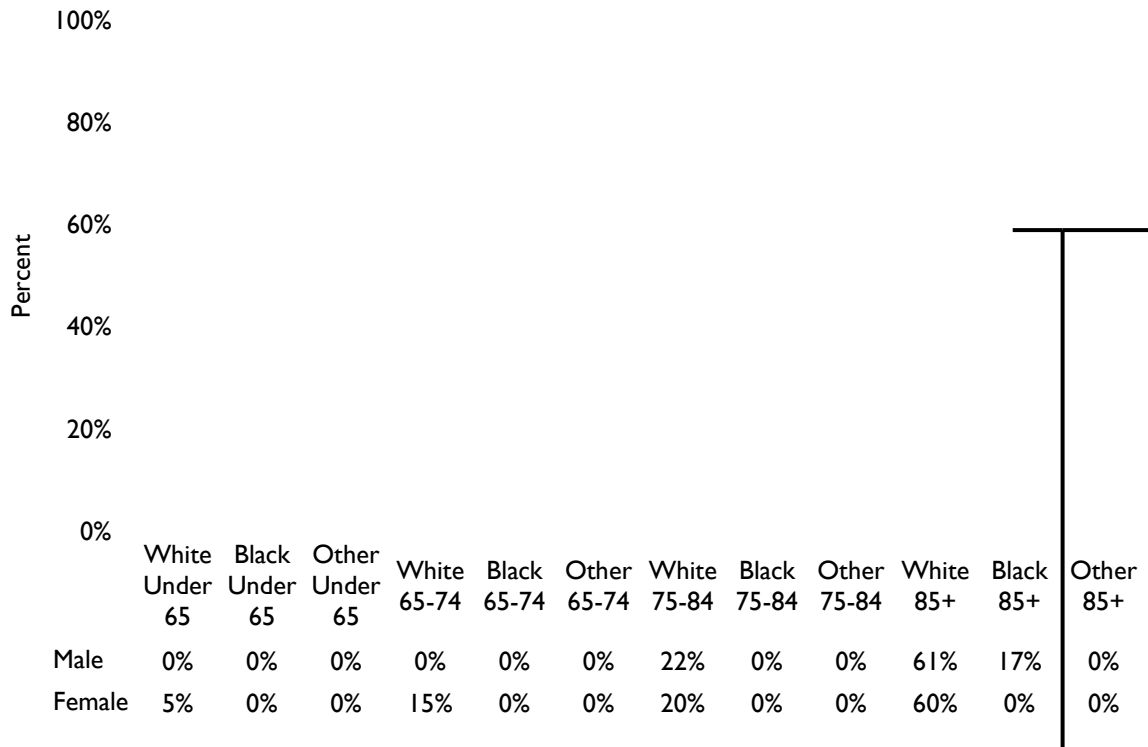 100%
80%
60%
Percent
40%
20%
0%
White Under 65 Black Under 65 Other Under 65 White 65-74 Black 65-74 Other 65-74 White 75-84 Black 75-84 Other 75-84 White 85+ Black 85+ Other 85+
Male 0% 0% 0% 0% 0% 0% 22% 0% 0% 61% 17% 0%
Female 5% 0% 0% 15% 0% 0% 20% 0% 0% 60% 0% 0%